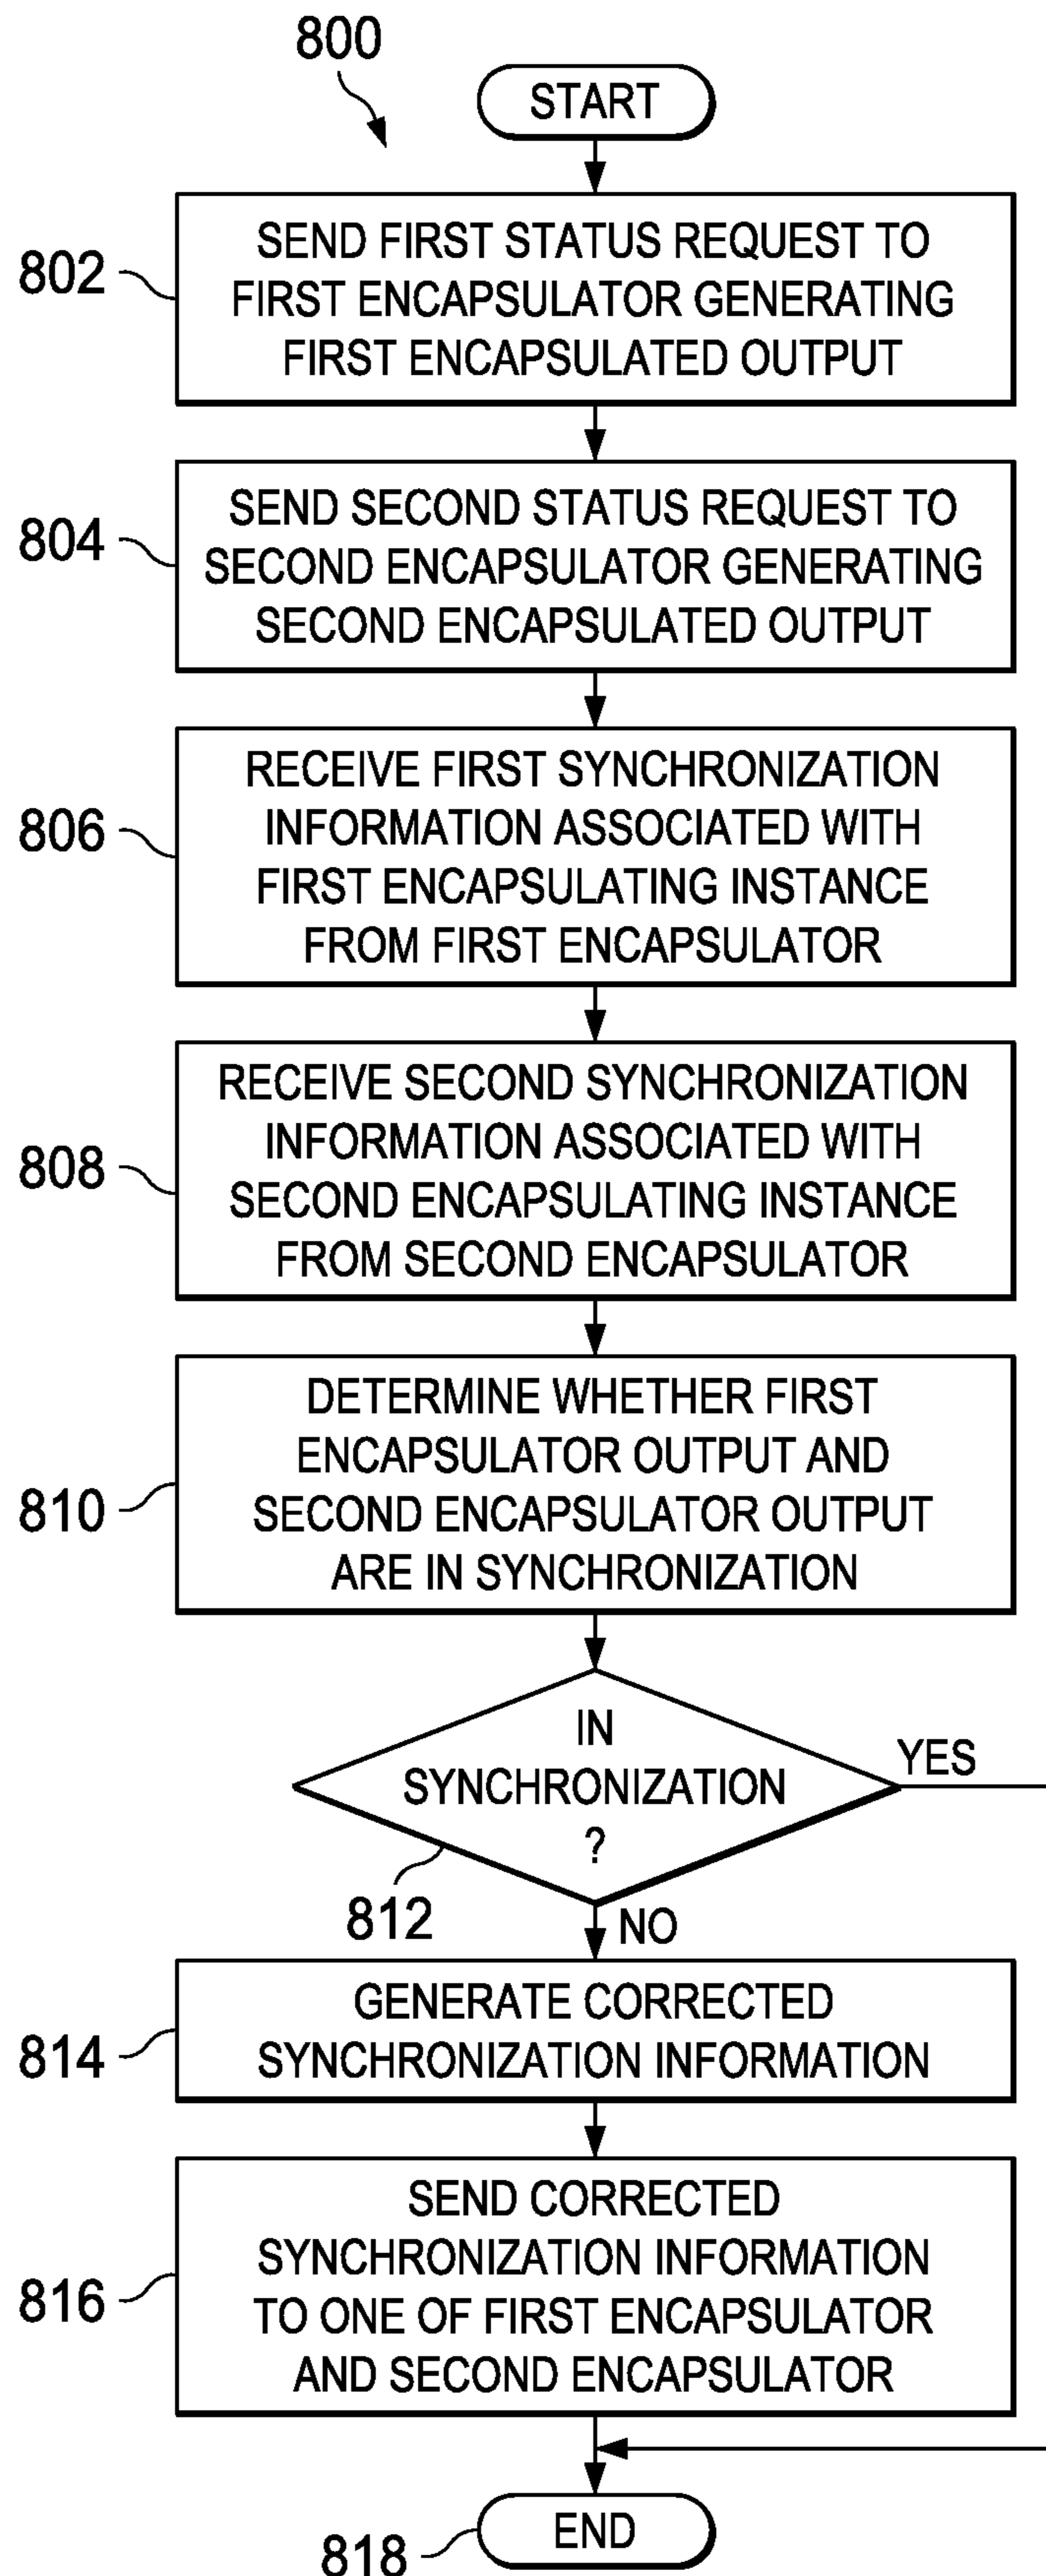 800
START
802
SEND FIRST STATUS REQUEST TO
FIRST ENCAPSULATOR GENERATING
FIRST ENCAPSULATED OUTPUT
804
SEND SECOND STATUS REQUEST TO
SECOND ENCAPSULATOR GENERATING
SECOND ENCAPSULATED OUTPUT
806
RECEIVE FIRST SYNCHRONIZATION
INFORMATION ASSOCIATED WITH
FIRST ENCAPSULATING INSTANCE
FROM FIRST ENCAPSULATOR
808
RECEIVE SECOND SYNCHRONIZATION
INFORMATION ASSOCIATED WITH
SECOND ENCAPSULATING INSTANCE
FROM SECOND ENCAPSULATOR
810
DETERMINE WHETHER FIRST
ENCAPSULATOR OUTPUT AND
SECOND ENCAPSULATOR OUTPUT
ARE IN SYNCHRONIZATION
IN
SYNCHRONIZATION
?
YES
812
NO
814
GENERATE CORRECTED
SYNCHRONIZATION INFORMATION
816
SEND CORRECTED
SYNCHRONIZATION INFORMATION
TO ONE OF FIRST ENCAPSULATOR
AND SECOND ENCAPSULATOR
END
818